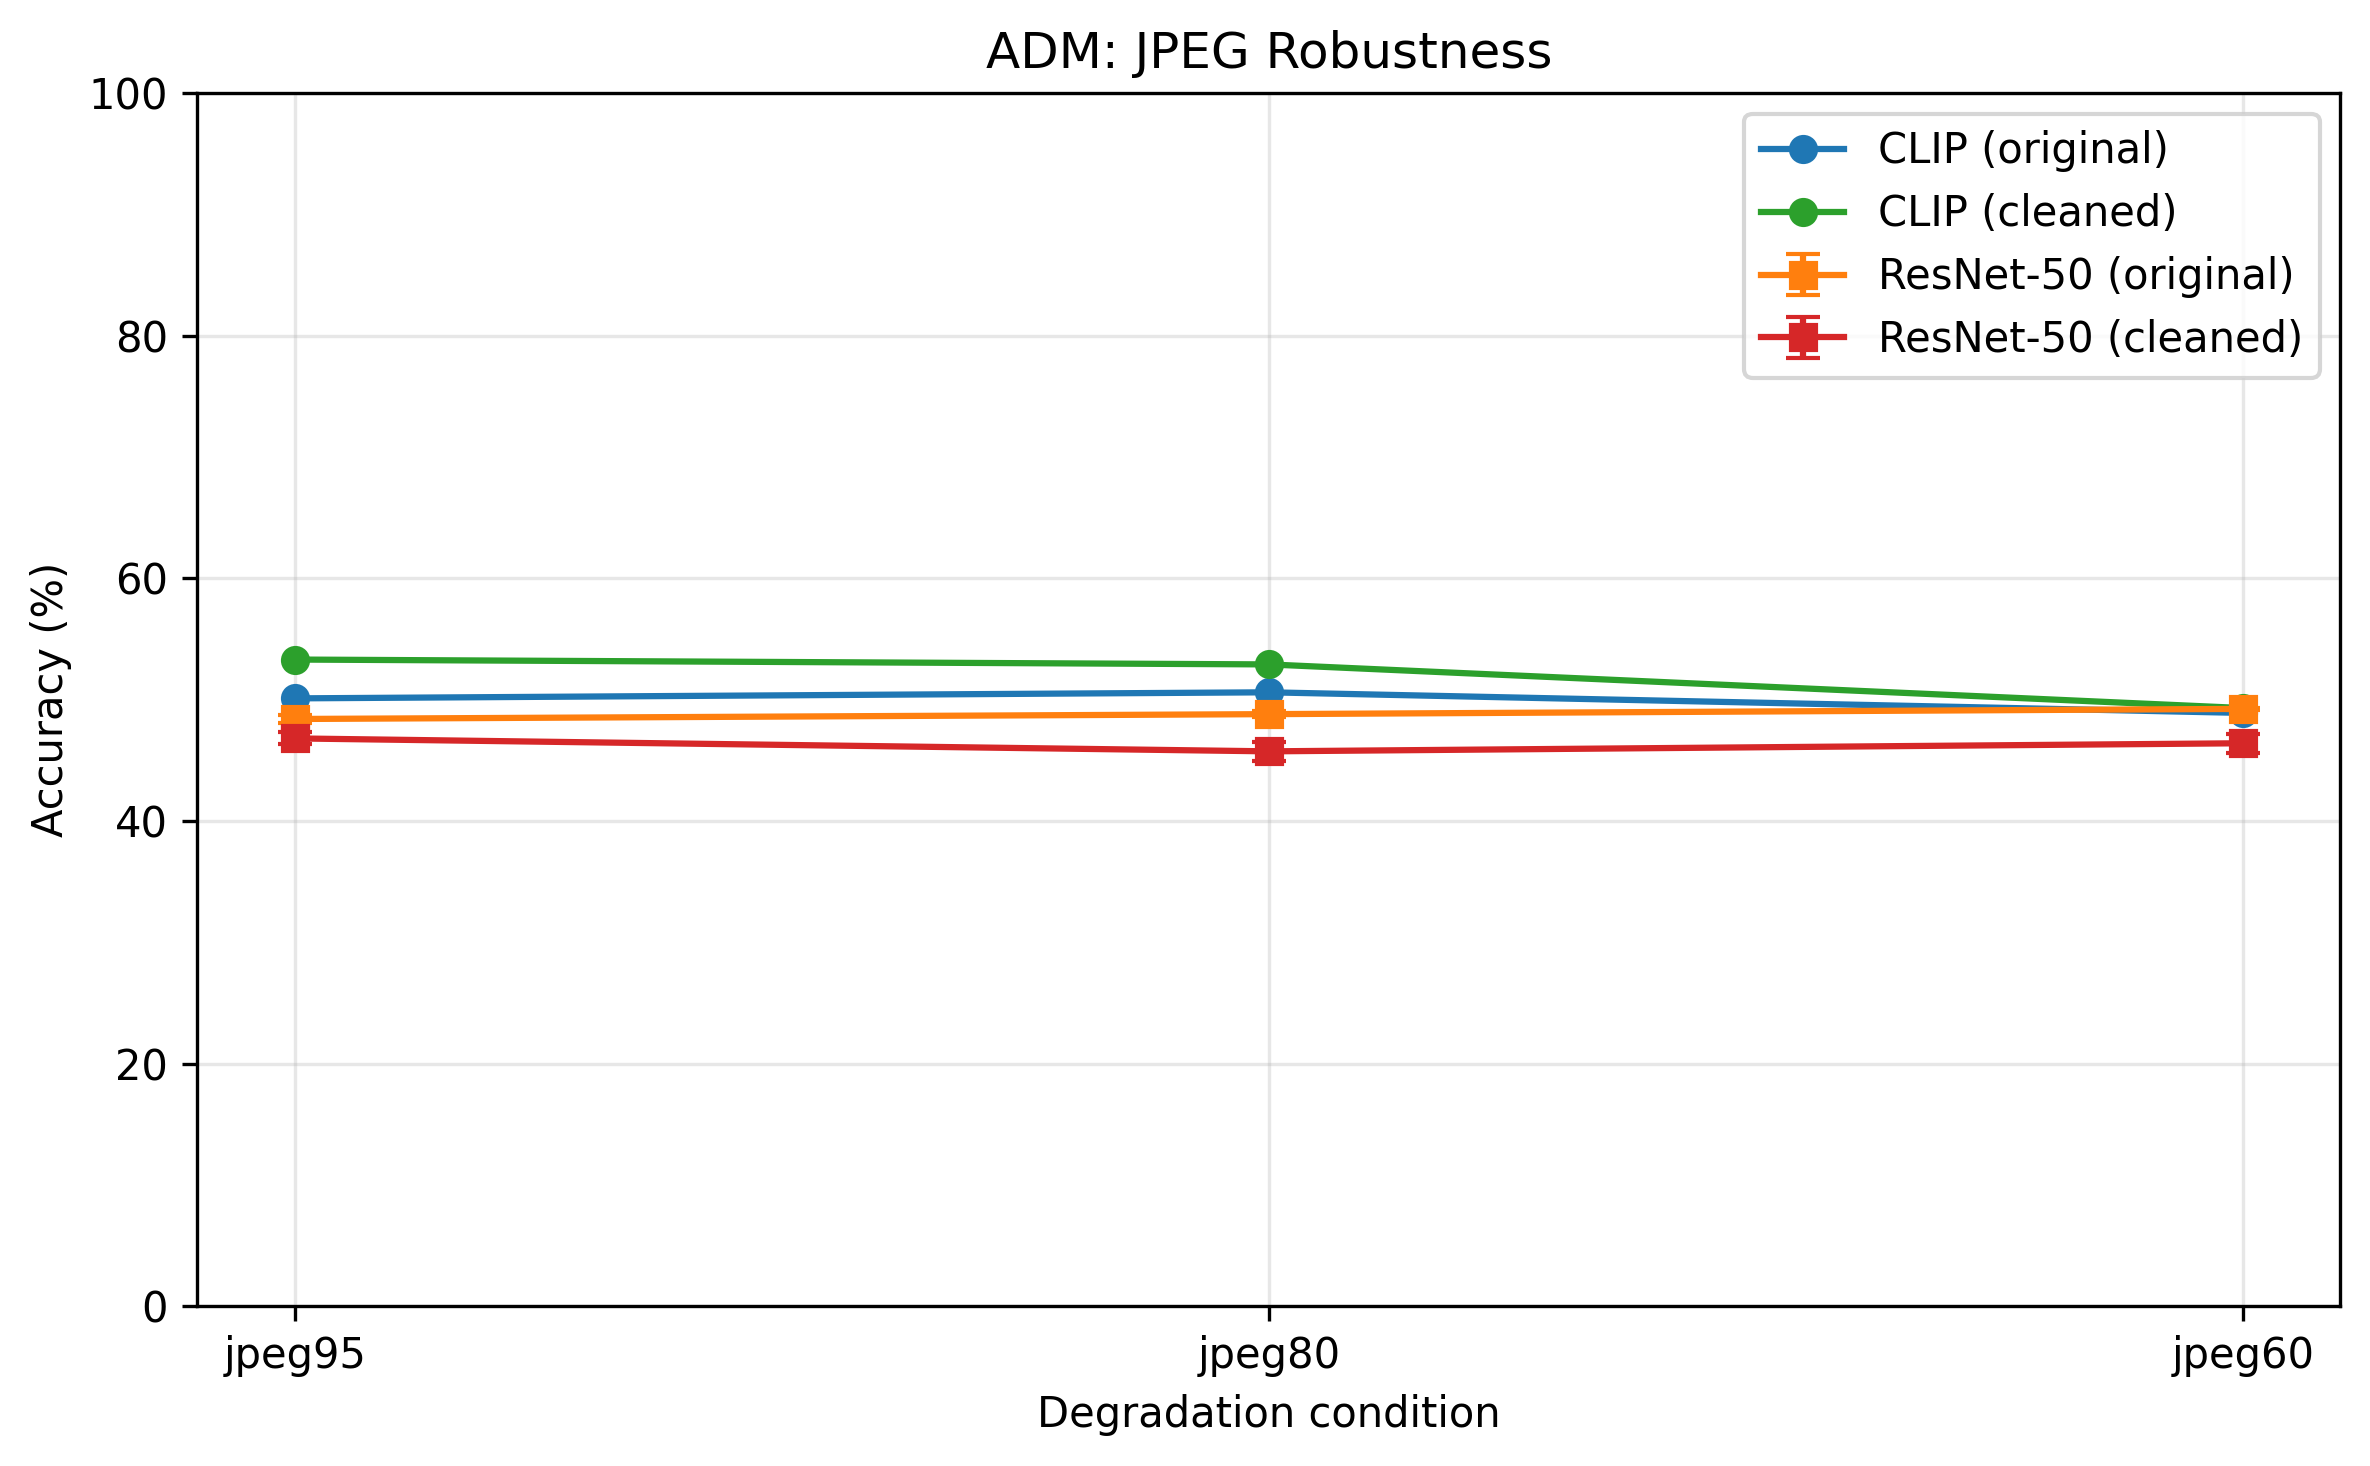 ADM: JPEG Robustness
100
80
60
40
20
0
Accuracy (%)
CLIP (original)
CLIP (cleaned)
ResNet-50 (original)
ResNet-50 (cleaned)
jpeg95
jpeg80
jpeg60
Degradation condition